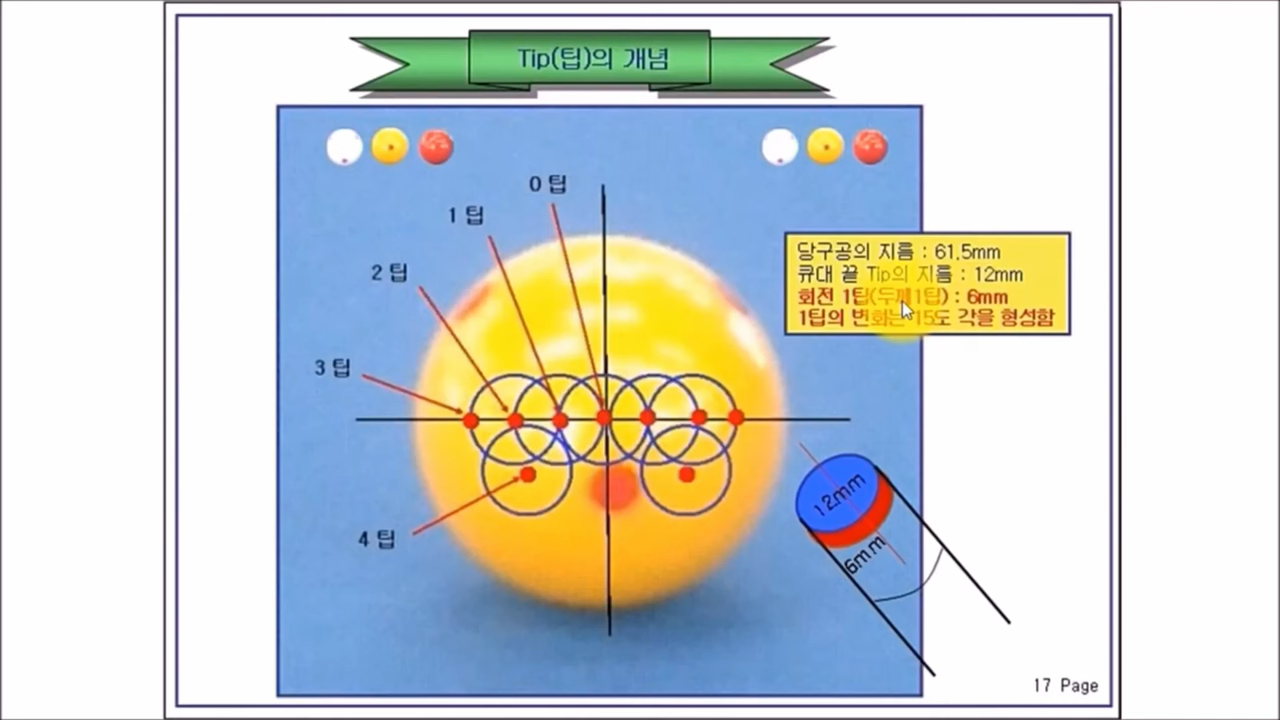 Tip(팁)의 개념
0 팁
1 팁
2 팁
3 팁
4 팁
당구공의 지름 : 61,5mm
큐대 끝 Tip의 지름 : 12mm
회전 1팁(두께1팁) : 6mm
1팁의 변화는 15도 각을 형성함
12mm
6mm
17 Page